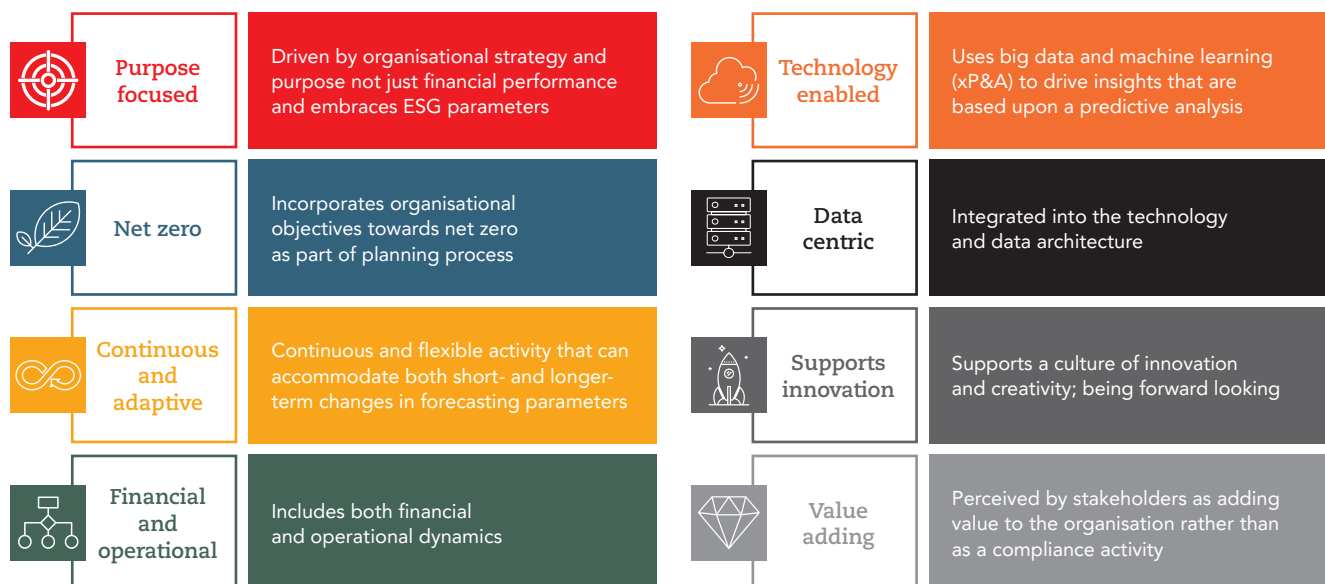 Purpose
focused
Driven by organisational strategy and
purpose not just financial performance
and embraces ESG parameters
Net zero
Incorporates organisational
objectives towards net zero
as part of planning process
Continuous
and
adaptive
Continuous and flexible activity that can
accommodate both short- and longer-
term changes in forecasting parameters
Financial
and
operational
Includes both financial
and operational dynamics
Technology
enabled
Uses big data and machine learning
(xP&A) to drive insights that are
based upon a predictive analysis
Data
centric
Integrated into the technology
and data architecture
Supports
innovation
Supports a culture of innovation
and creativity; being forward looking
Value
adding
Perceived by stakeholders as adding
value to the organisation rather than
as a compliance activity